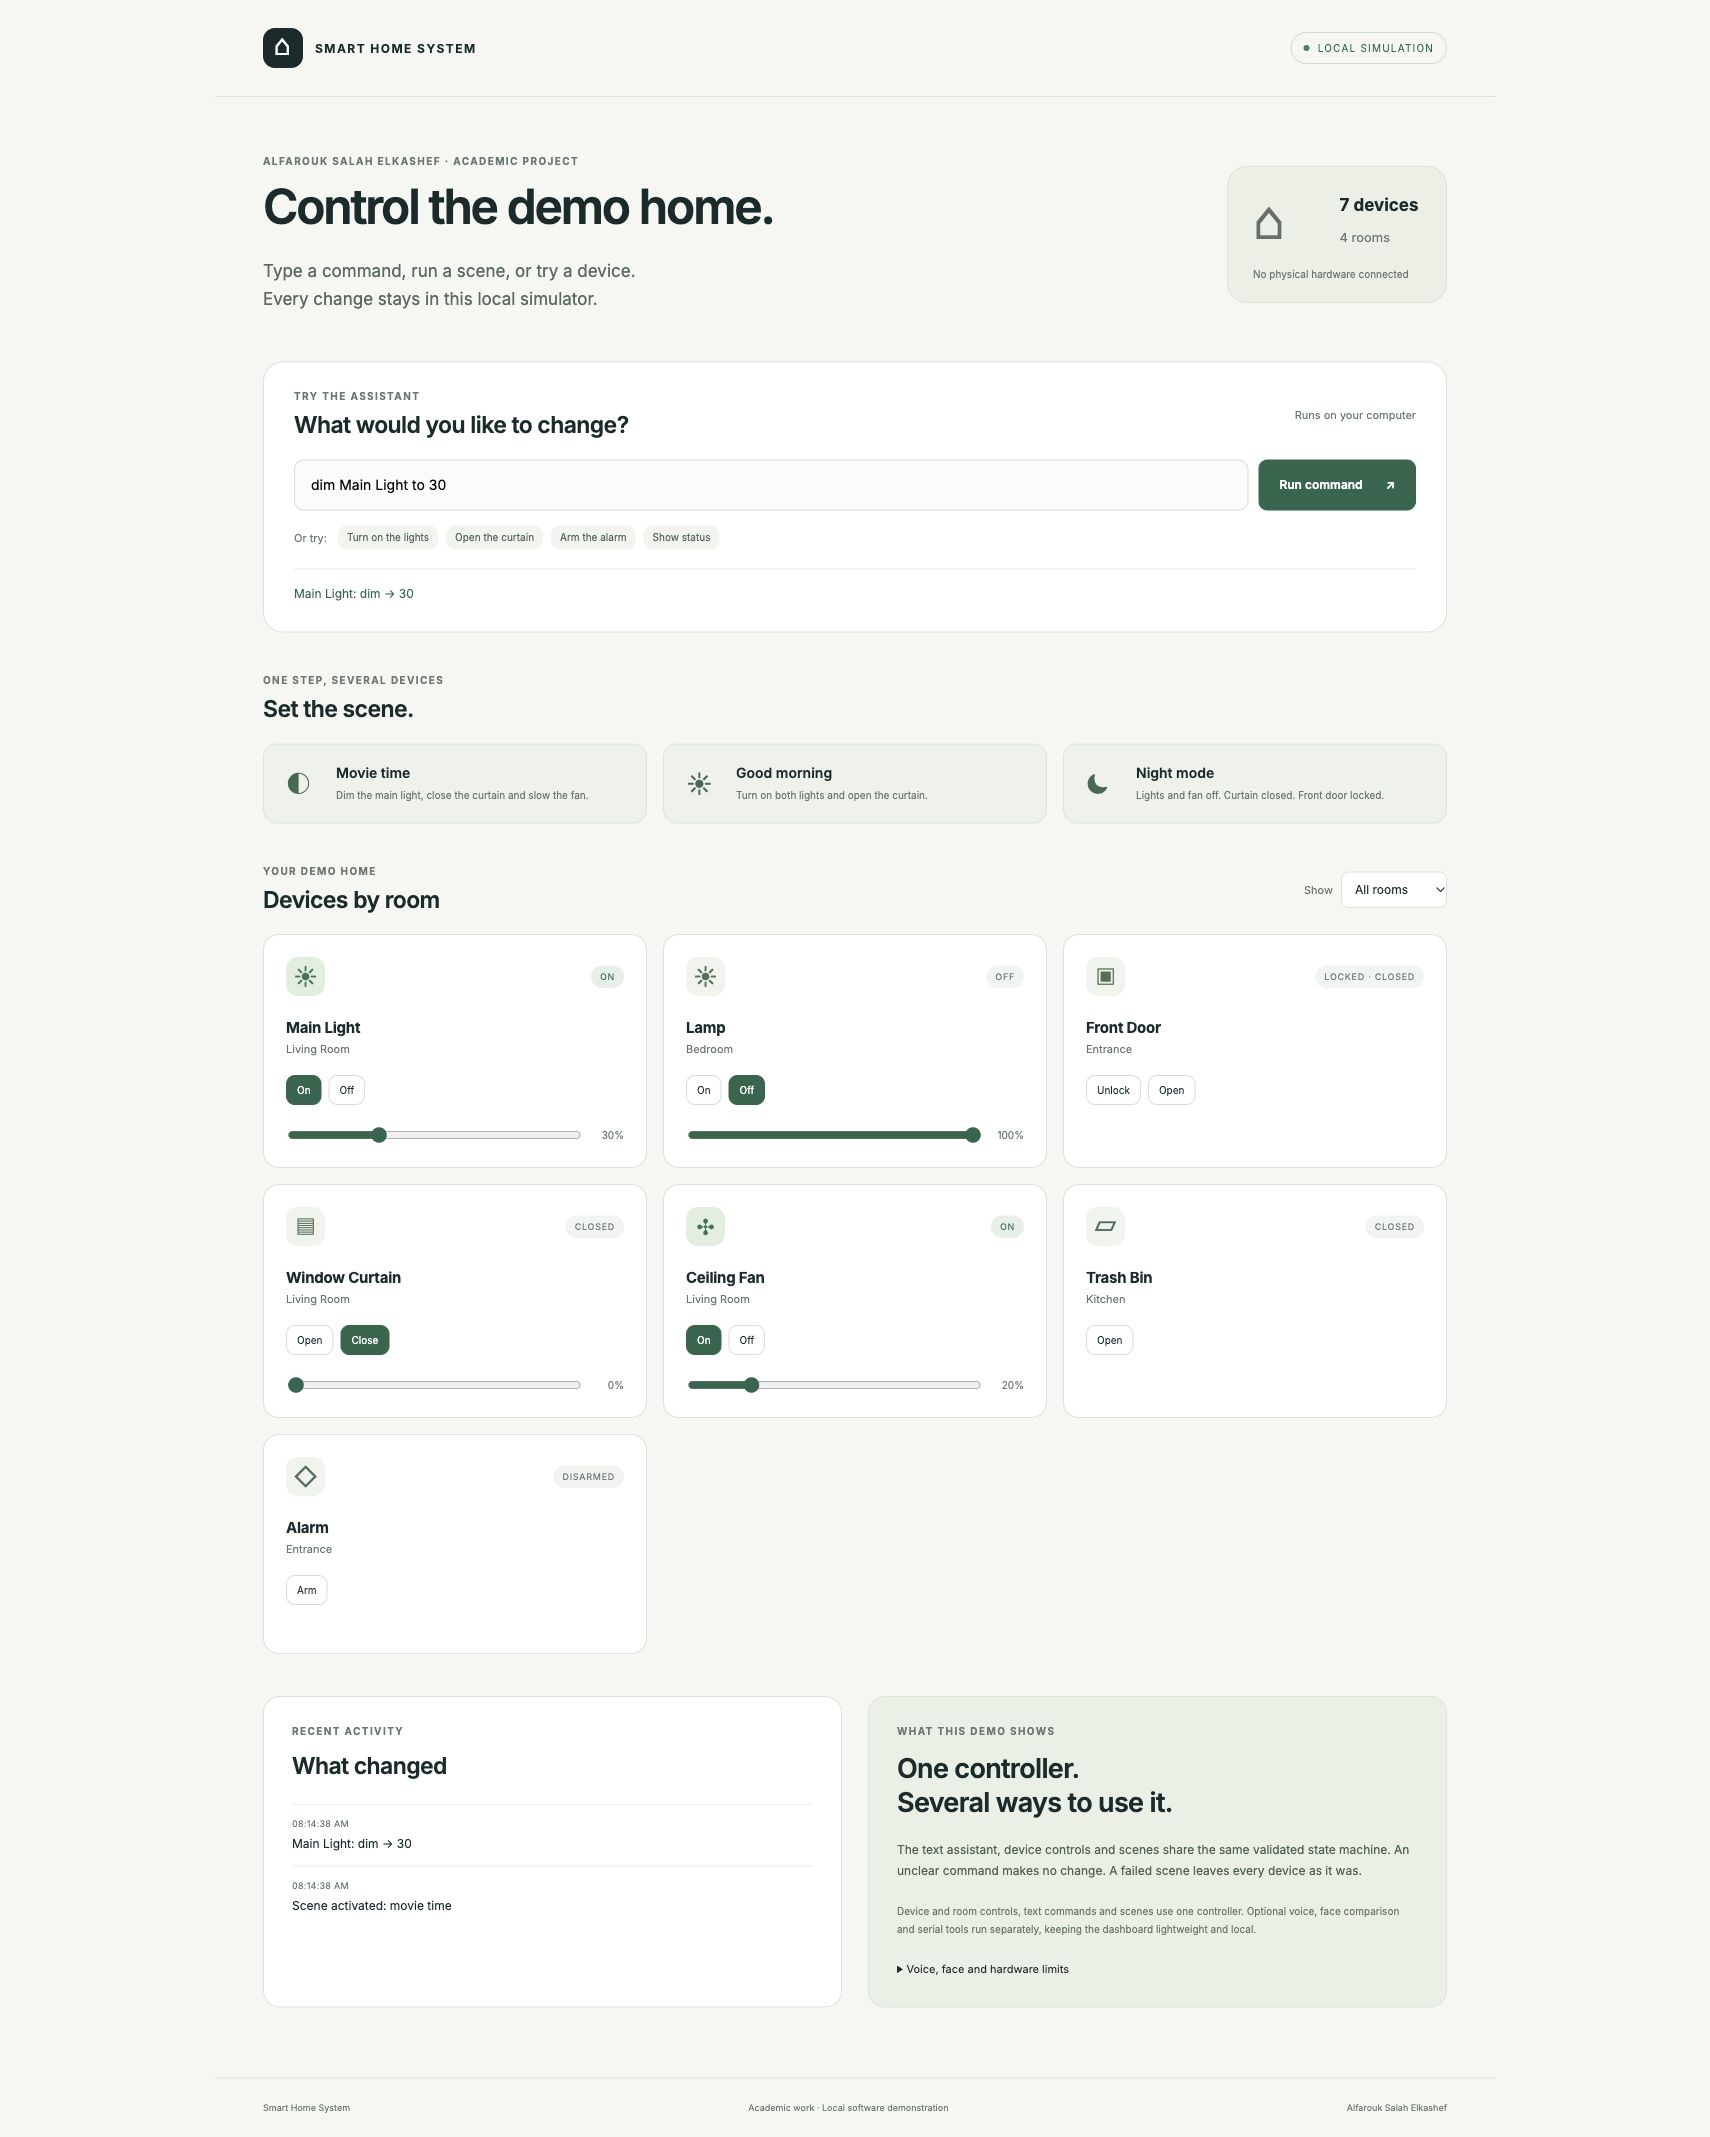 SMART HOME SYSTEM
LOCAL SIMULATION
ALFAROUK SALAH ELKASHEF · ACADEMIC PROJECT
Control the demo home.
Type a command, run a scene, or try a device.
Every change stays in this local simulator.
7 devices
4 rooms
No physical hardware connected
TRY THE ASSISTANT
What would you like to change?
Runs on your computer
dim Main Light to 30
Run command ↗
Or try: Turn on the lights Open the curtain Arm the alarm Show status
Main Light: dim → 30
ONE STEP, SEVERAL DEVICES
Set the scene.
Movie time
Dim the main light, close the curtain and slow the fan.
Good morning
Turn on both lights and open the curtain.
Night mode
Lights and fan off. Curtain closed. Front door locked.
YOUR DEMO HOME
Devices by room
Show All rooms
ON
Main Light
Living Room
On Off
30%
OFF
Lamp
Bedroom
On Off
100%
LOCKED · CLOSED
Front Door
Entrance
Unlock Open
CLOSED
Window Curtain
Living Room
Open Close
0%
ON
Ceiling Fan
Living Room
On Off
20%
CLOSED
Trash Bin
Kitchen
Open
DISARMED
Alarm
Entrance
Arm
RECENT ACTIVITY
What changed
08:14:38 AM
Main Light: dim → 30
08:14:38 AM
Scene activated: movie time
WHAT THIS DEMO SHOWS
One controller.
Several ways to use it.
The text assistant, device controls and scenes share the same validated state machine. An
unclear command makes no change. A failed scene leaves every device as it was.
Device and room controls, text commands and scenes use one controller. Optional voice, face comparison
and serial tools run separately, keeping the dashboard lightweight and local.
Voice, face and hardware limits
Smart Home System
Academic work · Local software demonstration
Alfarouk Salah Elkashef